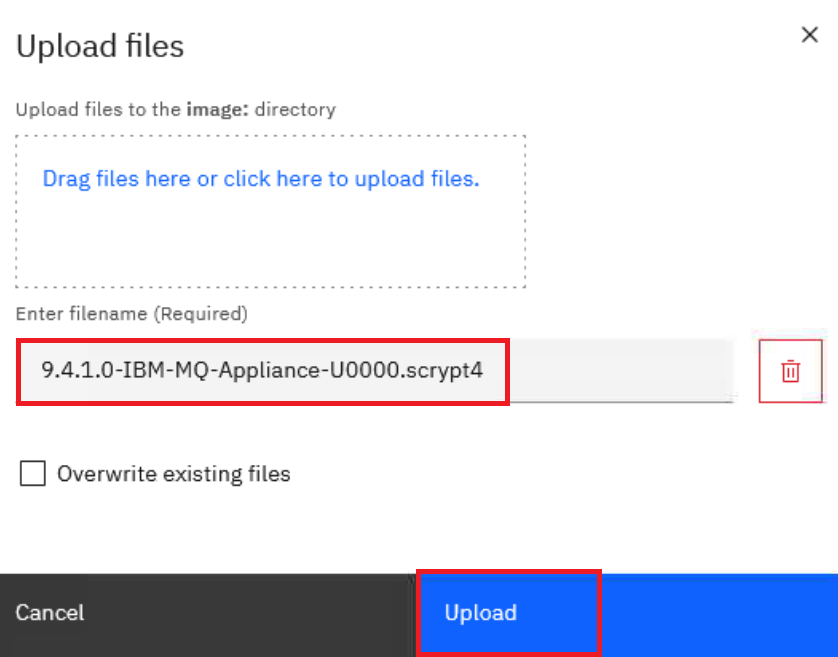 Upload files
Upload files to the image: directory
Drag files here or click here to upload files.
Enter filename (Required)
9.4.1.0-IBM-MQ-Appliance-U0000.scrypt4
Overwrite existing files
Cancel
Upload